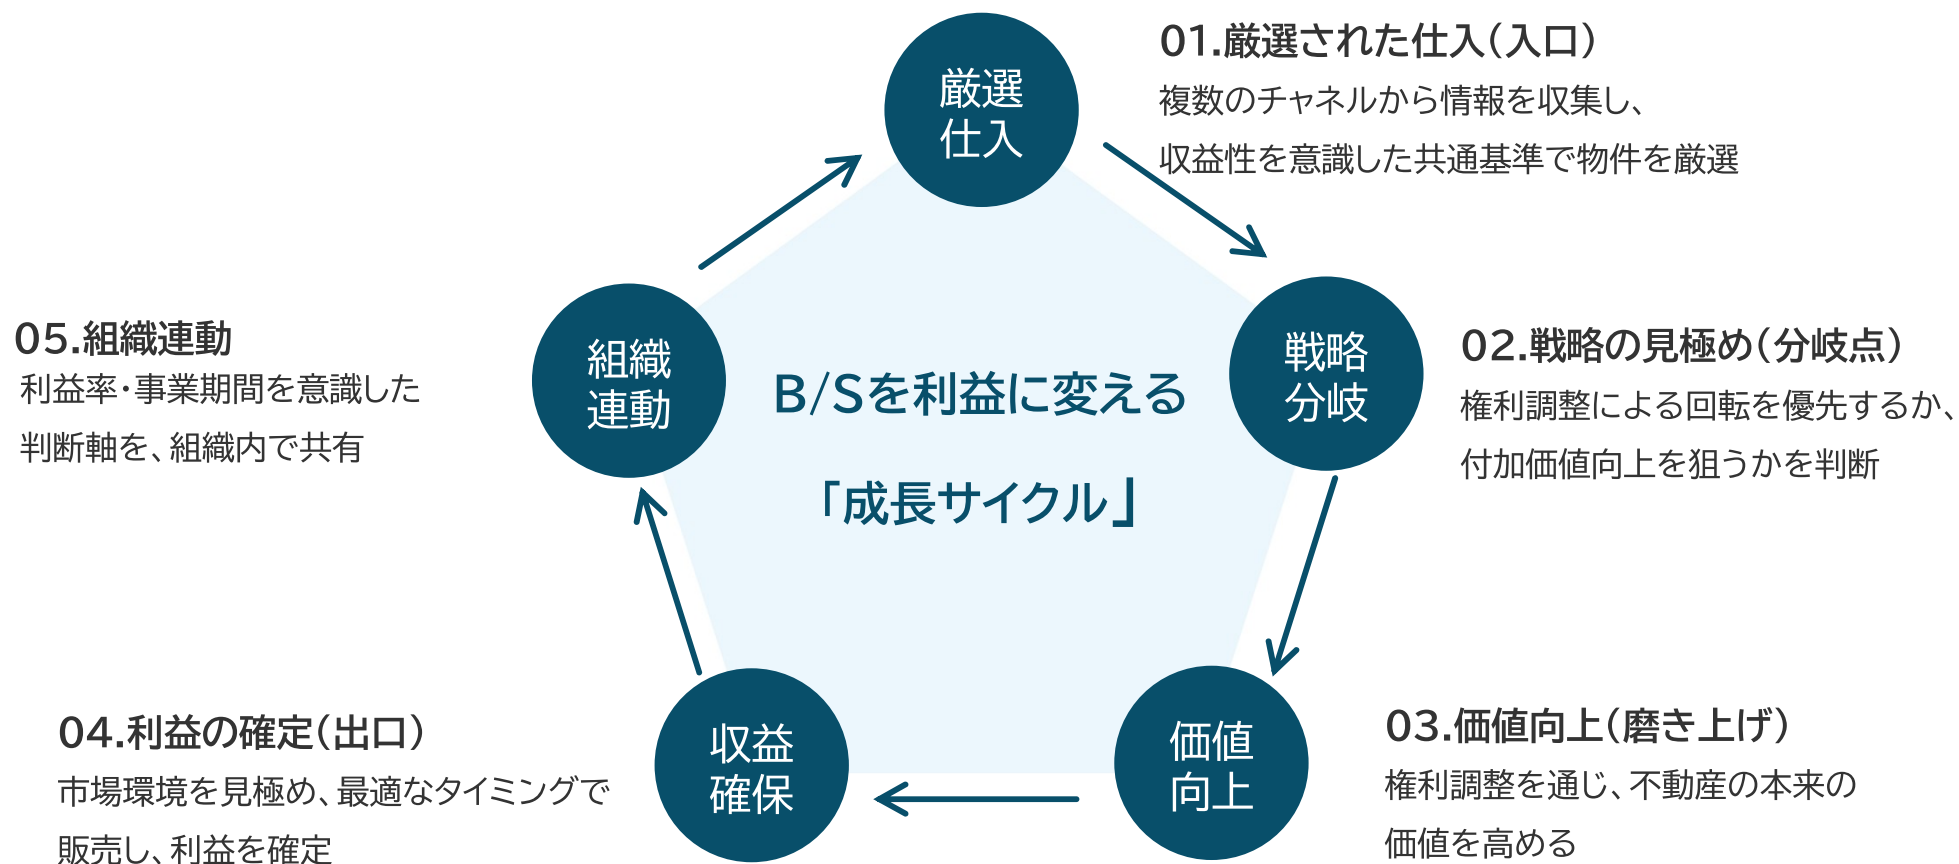 厳選
仕入
01.厳選された仕入(入口)
複数のチャネルから情報を収集し、
収益性を意識した共通基準で物件を厳選
戦略
分岐
02.戦略の見極め(分岐点)
権利調整による回転を優先するか、
付加価値向上を狙うかを判断
価値
向上
03.価値向上(磨き上げ)
権利調整を通じ、不動産の本来の
価値を高める
収益
確保
04.利益の確定(出口)
市場環境を見極め、最適なタイミングで
販売し、利益を確定
組織
連動
05.組織連動
利益率・事業期間を意識した
判断軸を、組織内で共有
B/Sを利益に変える
「成長サイクル」